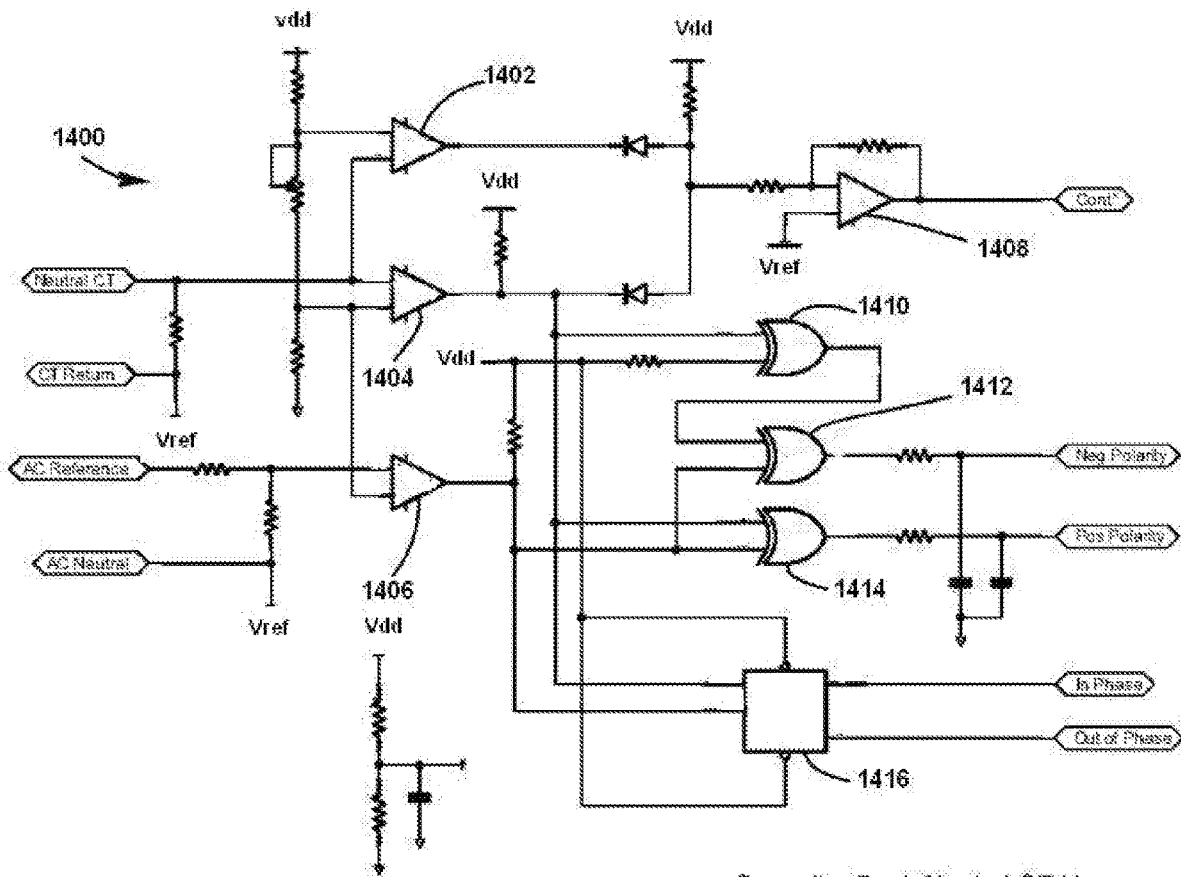 vdd
Vdd
1402
1400
Vdd
Cont*
1408
Vref
Neutral CT
1410
Vdd
CT Return
1404
1412
Vref
AC Reference
Neg Polarity
Pos Polarity
AC Neutral
1406
1414
Vref
Vdd
In Phase
Out of Phase
1416